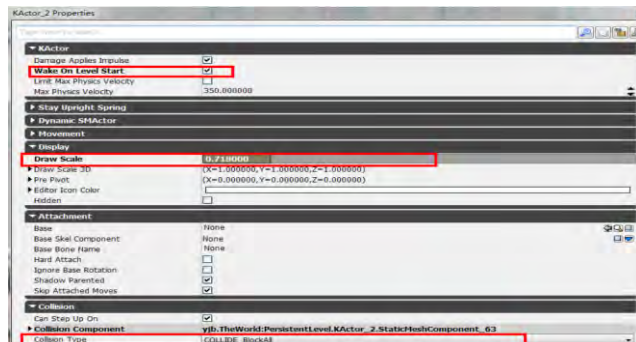 KActor_2 Properties
KActor
Damage Applies Impulse
Wake On Level Start
Limit Max Physics Velocity
Max Physics Velocity 350.000000
Stay Upright Spring
Dynamic SMActor
Movement
Display
Draw Scale 0.718000
Draw Scale 3D (X=1.000000,Y=1.000000,Z=1.000000)
Pre Pivot (X=0.000000,Y=0.000000,Z=0.000000)
Editor Icon Color
Hidden
Attachment
Base None
Base Skel Component None
Base Bone Name None
Hard Attach
Ignore Base Rotation
Shadow Parented
Skip Attached Moves
Collision
Can Step Up On
Collision Component yjb.TheWorld:PersistentLevel.KActor_2.StaticMeshComponent_63
Collision Type COLLIDE_BlockAll